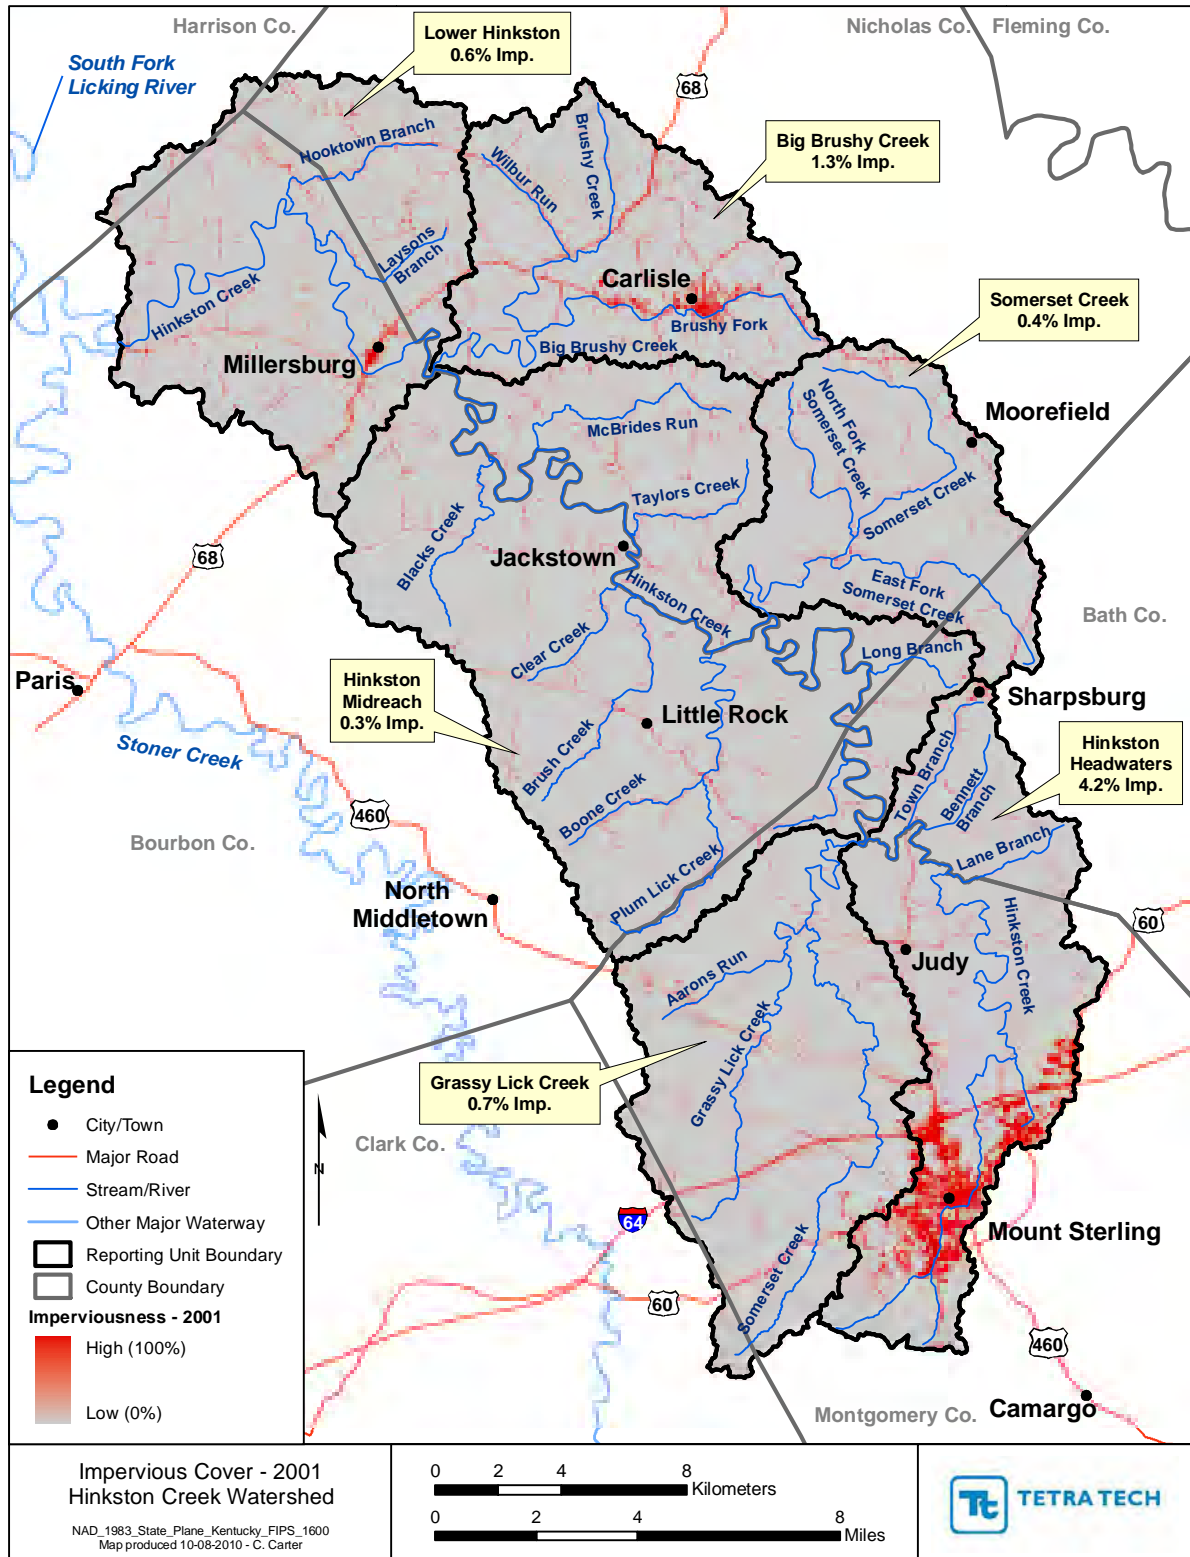 Harrison Co.
Nicholas Co.
Fleming Co.
Lower Hinkston
0.6% Imp.
South Fork
Licking River
68
Hooktown Branch
Brushy Creek
Wilbur Run
Big Brushy Creek
1.3% Imp.
Laysons
Branch
Hinkston Creek
Carlisle
Somerset Creek
0.4% Imp.
Brushy Fork
Big Brushy Creek
Millersburg
North Fork
Somerset Creek
Moorefield
McBrides Run
Taylors Creek
Somerset Creek
Blacks Creek
Jackstown
68
Hinkston Creek
East Fork
Somerset Creek
Bath Co.
Clear Creek
Long Branch
Paris
Hinkston
Midreach
0.3% Imp.
Sharpsburg
Little Rock
Stoner Creek
Brush Creek
Town Branch
Bennett
Branch
Hinkston
Headwaters
4.2% Imp.
Boone Creek
460
Bourbon Co.
Lane Branch
Plum Lick Creek
North
Middletown
60
Hinkston Creek
Aarons Run
Judy
Grassy Lick Creek
Grassy Lick Creek
0.7% Imp.
Clark Co.
64
Mount Sterling
Somerset Creek
60
460
Camargo
Montgomery Co.
Legend
City/Town
Major Road
Stream/River
Other Major Waterway
Reporting Unit Boundary
County Boundary
Imperviousness - 2001
High (100%)
Low (0%)
N
Impervious Cover - 2001
Hinkston Creek Watershed
NAD_1983_State_Plane_Kentucky_FIPS_1600
Map produced 10-08-2010 - C. Carter
0 2 4 8
Kilometers
0 2 4 8
Miles
Tt
TETRA TECH